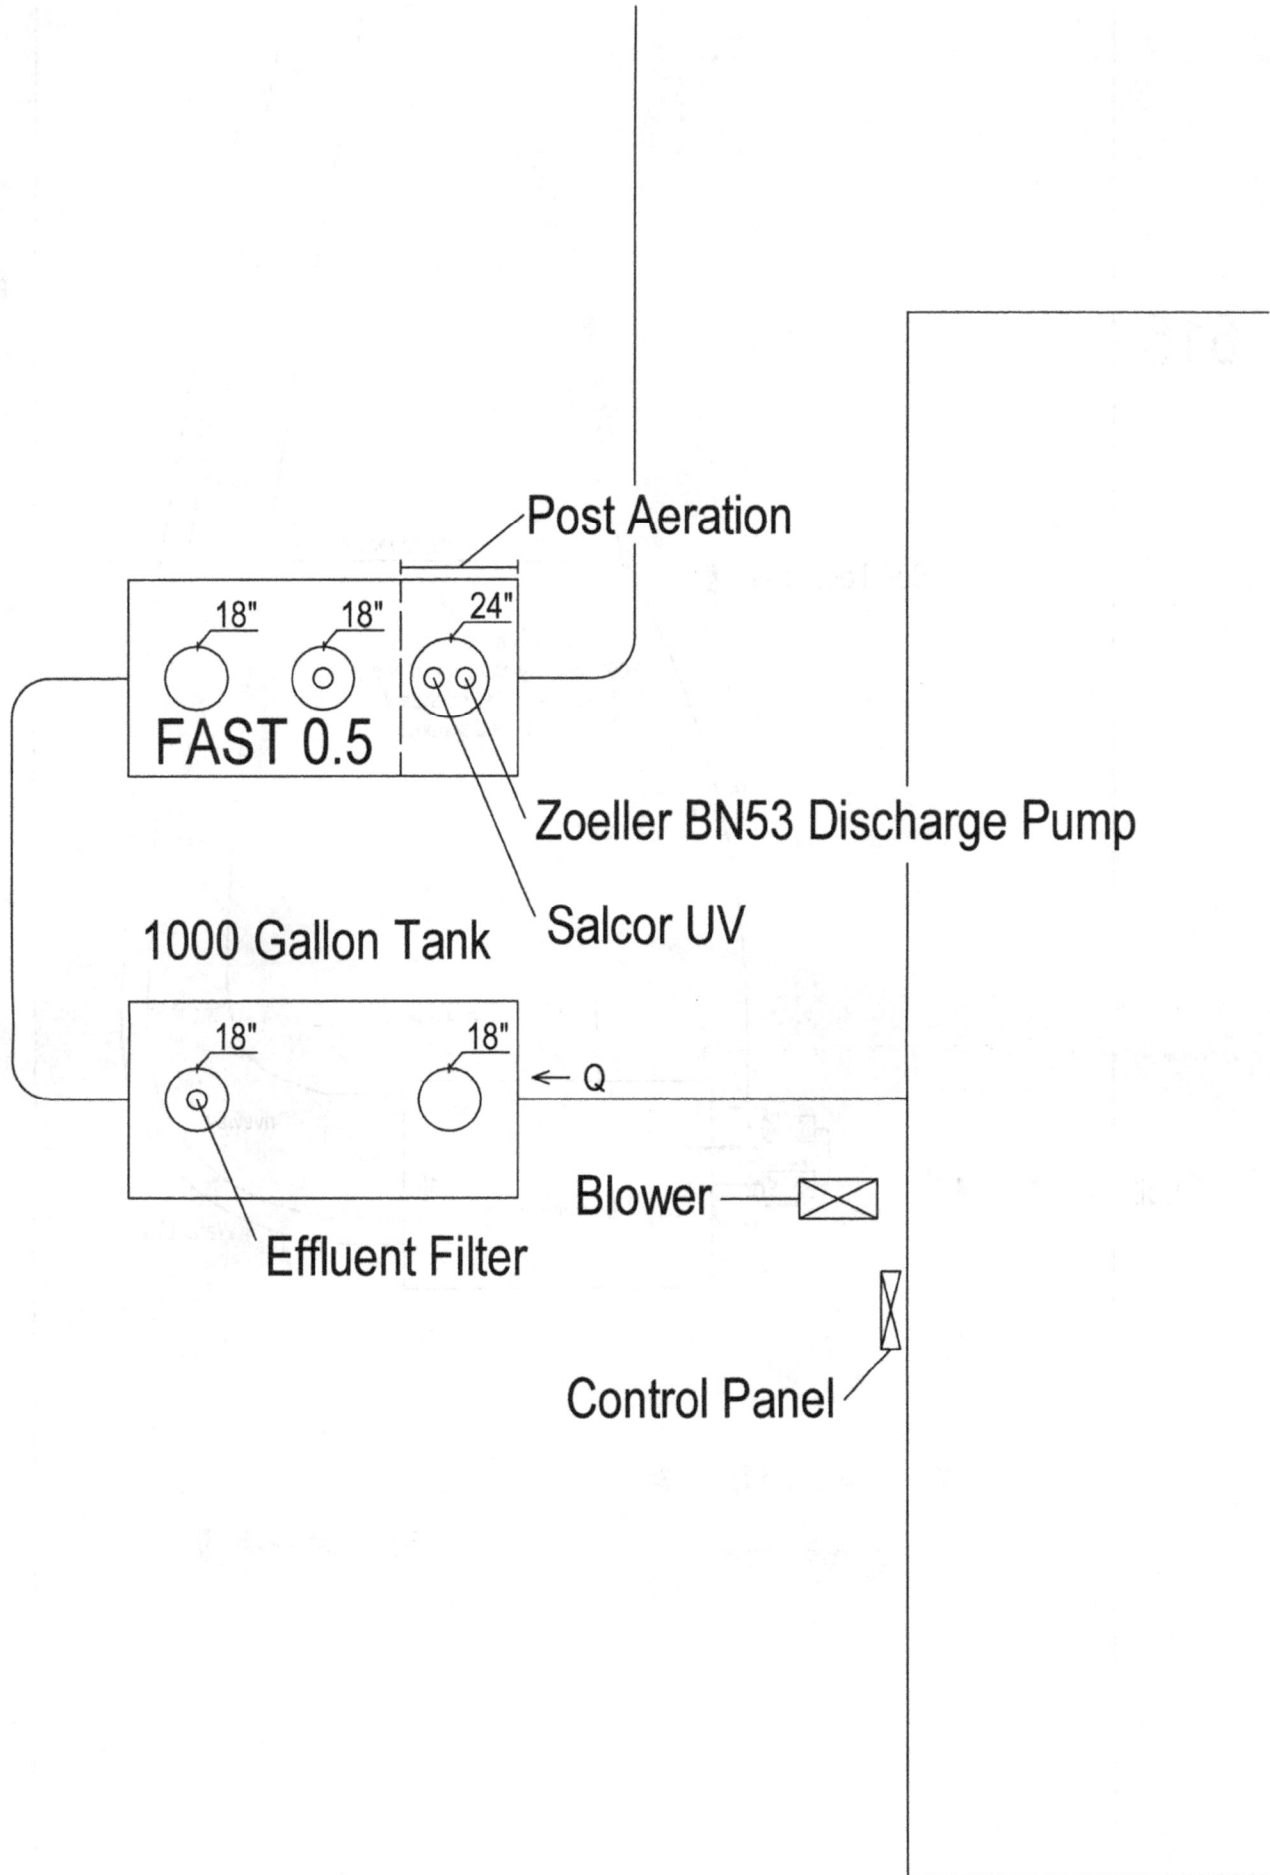 Post Aeration
18"
18"
24"
FAST 0.5
Zoeller BN53 Discharge Pump
Salcor UV
1000 Gallon Tank
18"
18"
Q
Blower
Effluent Filter
Control Panel